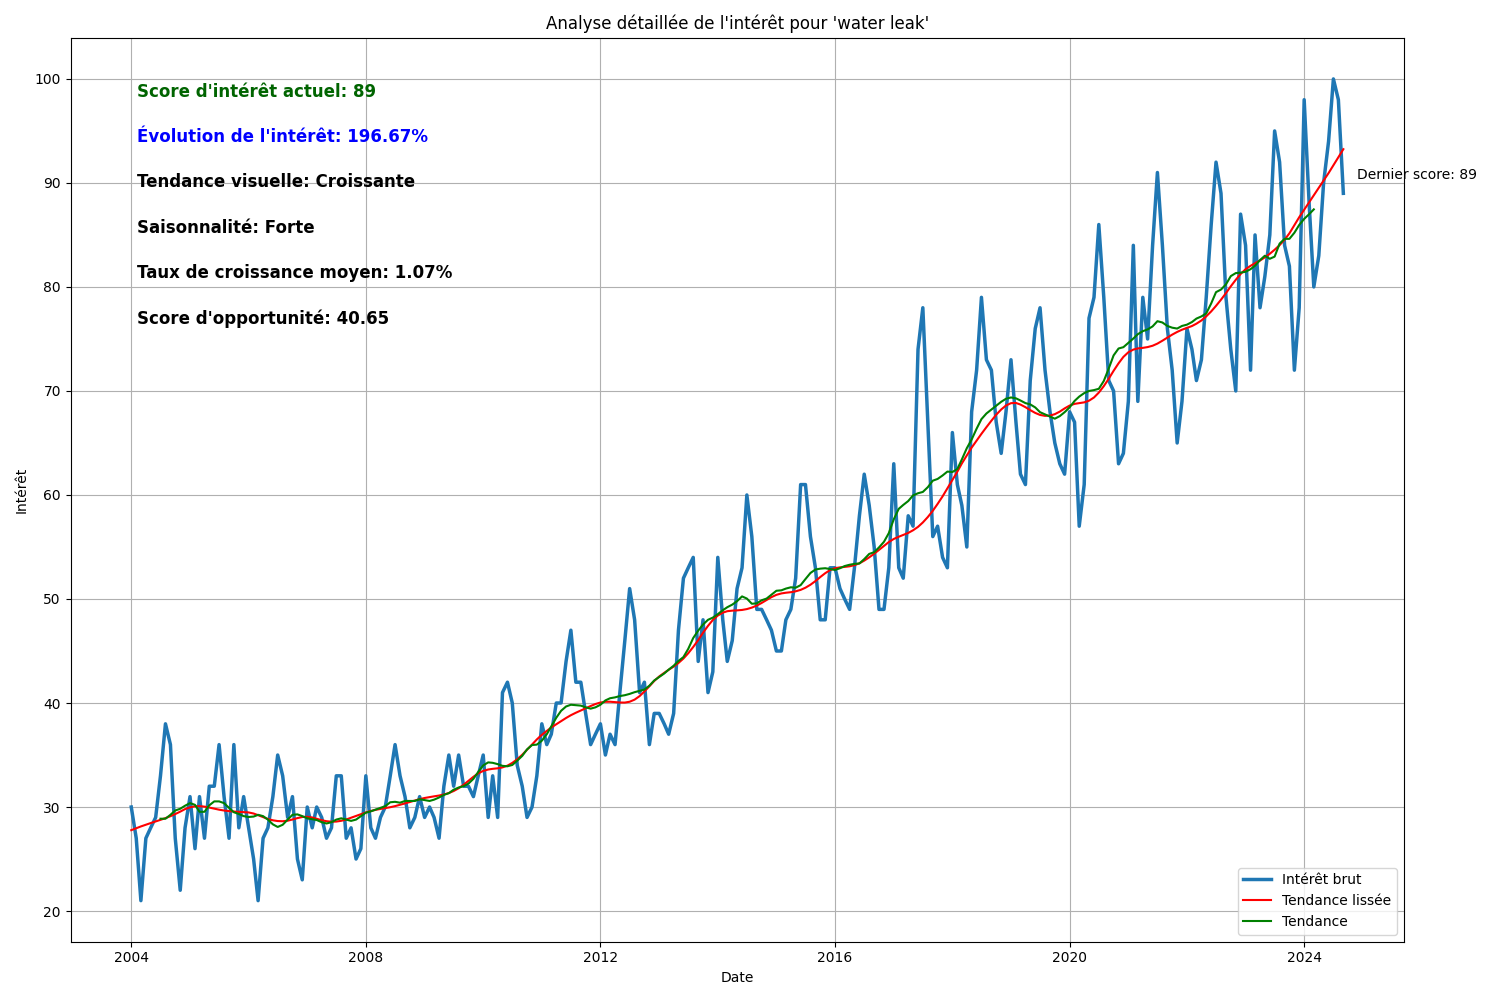 Analyse détaillée de l'intérêt pour 'water leak'
100
90
80
70
60
50
40
30
20
Intérêt
Score d'intérêt actuel: 89
Évolution de l'intérêt: 196.67%
Tendance visuelle: Croissante
Saisonnalité: Forte
Taux de croissance moyen: 1.07%
Score d'opportunité: 40.65
Dernier score: 89
Intérêt brut
Tendance lissée
Tendance
2004 2008 2012 2016 2020 2024
Date